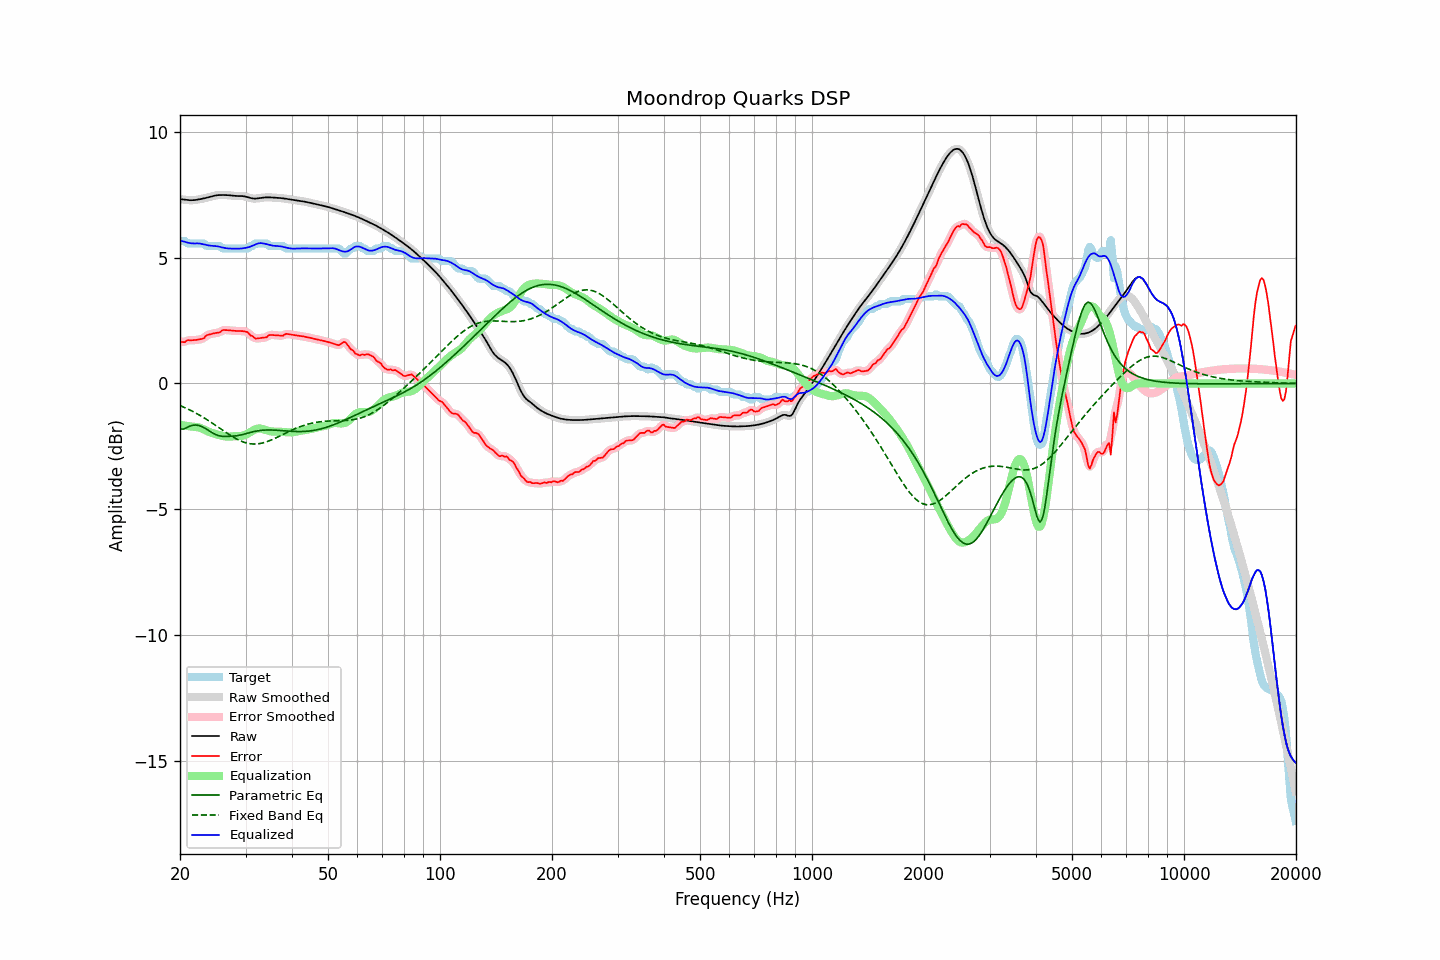 Moondrop Quarks DSP
10
5
0
−5
−10
−15
Amplitude (dBr)
Target
Raw Smoothed
Error Smoothed
Raw
Error
Equalization
Parametric Eq
Fixed Band Eq
Equalized
20 50 100 200 500 1000 2000 5000 10000 20000
Frequency (Hz)